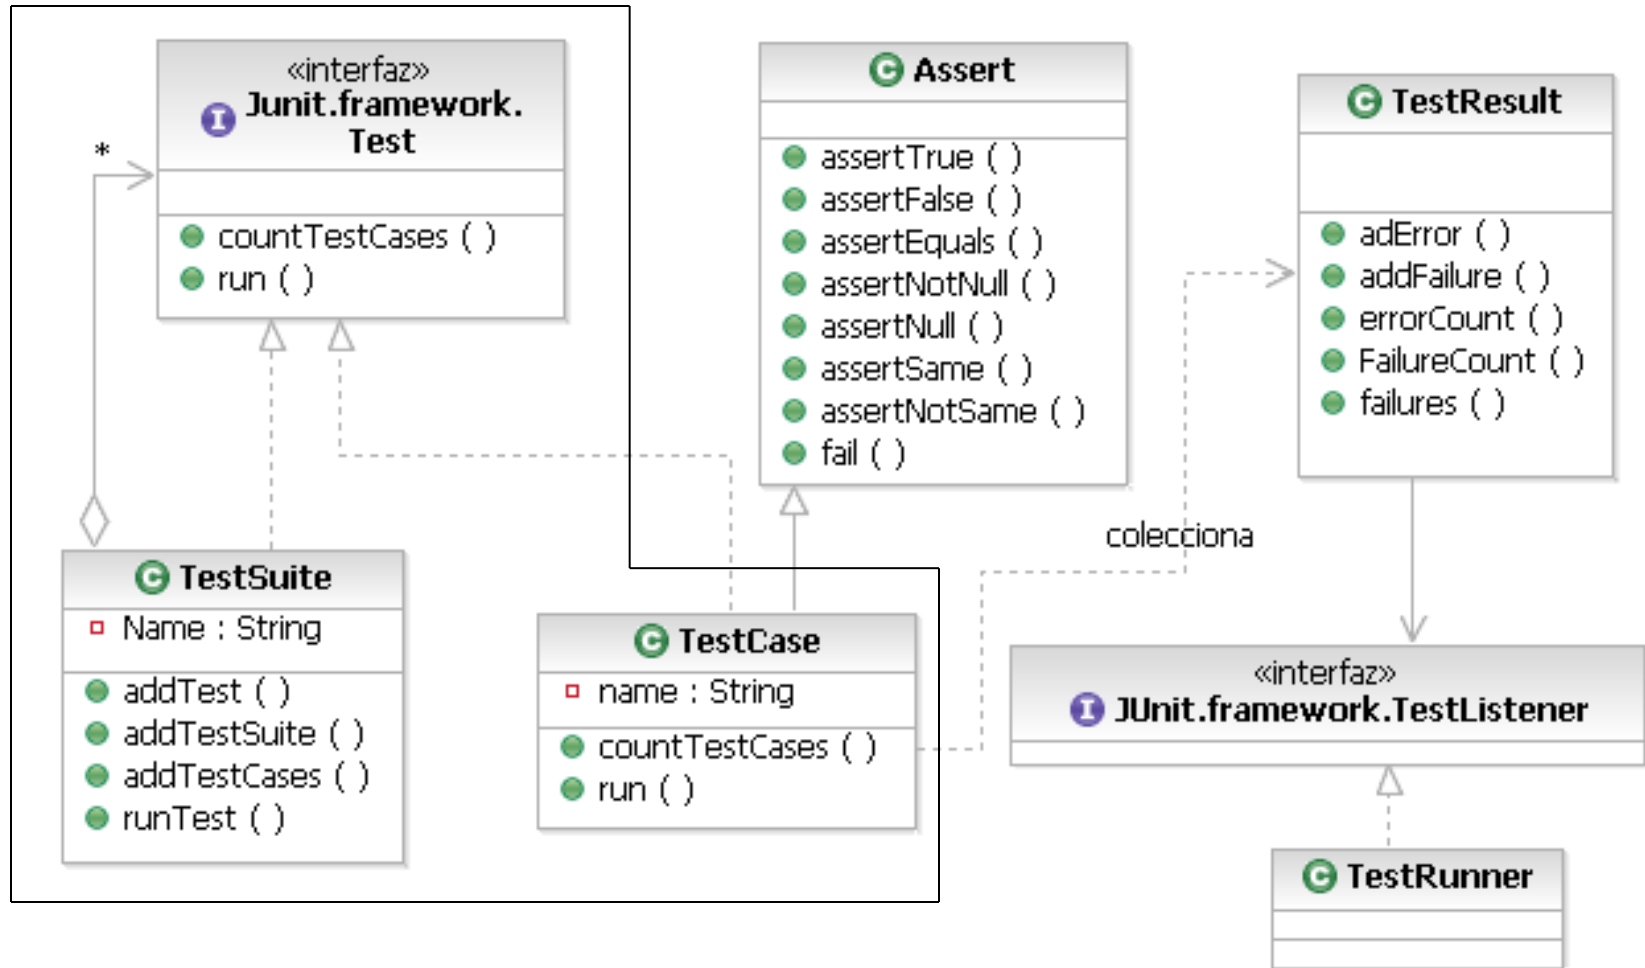 «interfaz»
Junit.framework.
Test
*
countTestCases ( )
run ( )
TestSuite
Name : String
addTest ( )
addTestSuite ( )
addTestCases ( )
runTest ( )
TestCase
name : String
countTestCases ( )
run ( )
Assert
assertTrue ( )
assertFalse ( )
assertEquals ( )
assertNotNull ( )
assertNull ( )
assertSame ( )
assertNotSame ( )
fail ( )
colecciona
TestResult
adError ( )
addFailure ( )
errorCount ( )
FailureCount ( )
failures ( )
«interfaz»
JUnit.framework.TestListener
TestRunner